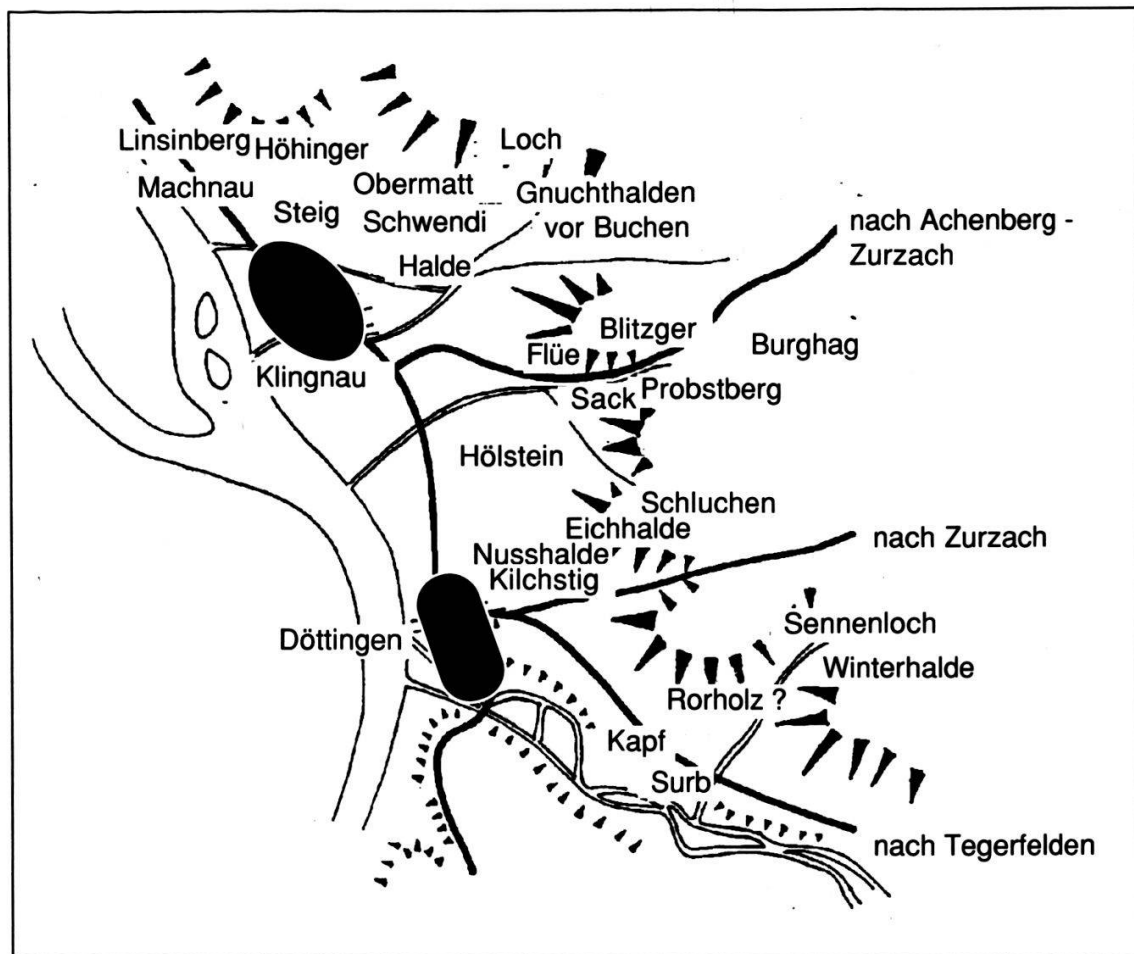 Loch
Linsinberg
Höhinger
Machnau
Obermatt
Gnuchthalden
Steig
Schwendi
vor Buchen
nach Achenberg -
Zurzach
Halde
Blitzger
Flüe
Burghag
Klingnau
Sack
Probstberg
Hölstein
Schluchen
Eichhalde
nach Zurzach
Nusshalde
Kilchstig
Döttingen
Sennenloch
Winterhalde
Rorholz ?
Kapf
Surb
nach Tegerfelden